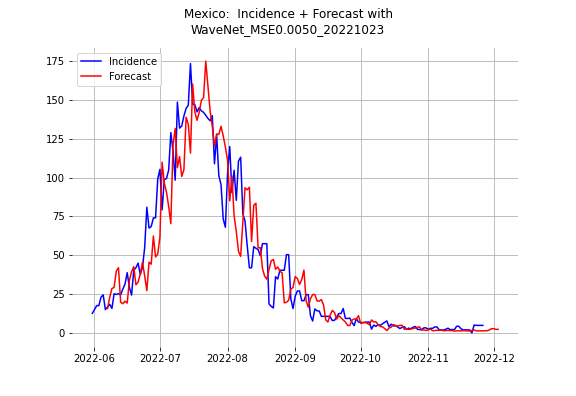 Mexico:  Incidence + Forecast with
WaveNet_MSE0.0050_20221023
Incidence
Forecast
175
150
125
100
75
50
25
0
2022-06 2022-07 2022-08 2022-09 2022-10 2022-11 2022-12